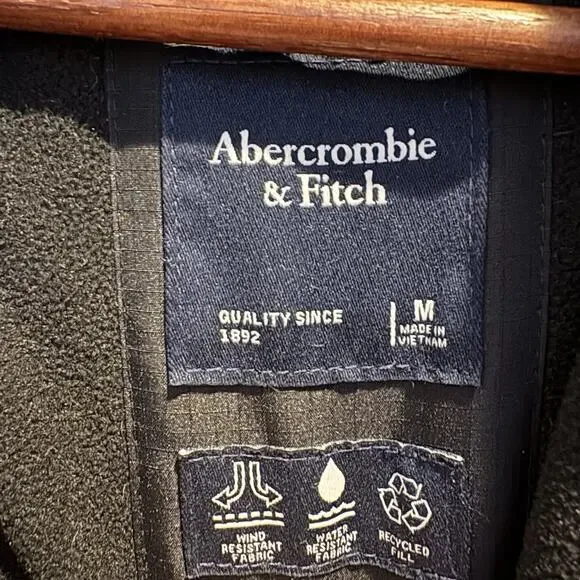 Abercrombie
& Fitch
QUALITY SINCE
1892
M
MADE IN
VIETNAM
WIND
RESISTANT
FABRIC
WATER
RESISTANT
FABRIC
RECYCLED
FILL